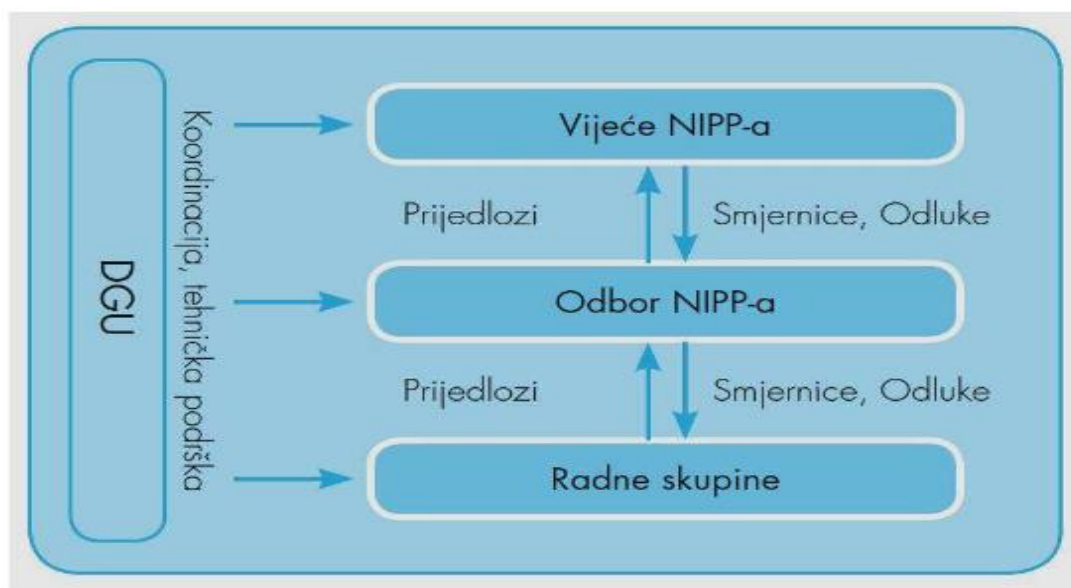 DGU
Koordinacija, tehnička podrška
Vijeće NIPP-a
Prijedlozi
Smjernice, Odluke
Odbor NIPP-a
Prijedlozi
Smjernice, Odluke
Radne skupine